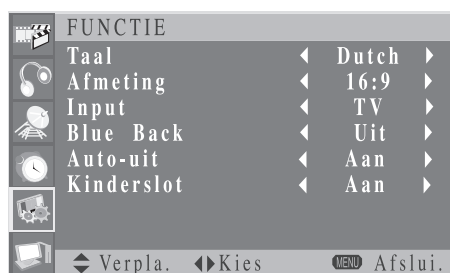 FUNCTIE
Taal Dutch
Afmeting 16:9
Input TV
Blue Back Uit
Auto-uit Aan
Kinderslot Aan
Verpla. Kies MENU Afslui.